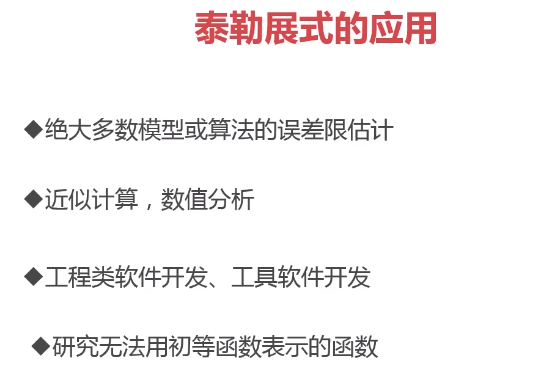 泰勒展式的应用
◆绝大多数模型或算法的误差限估计
◆近似计算，数值分析
◆工程类软件开发、工具软件开发
◆研究无法用初等函数表示的函数